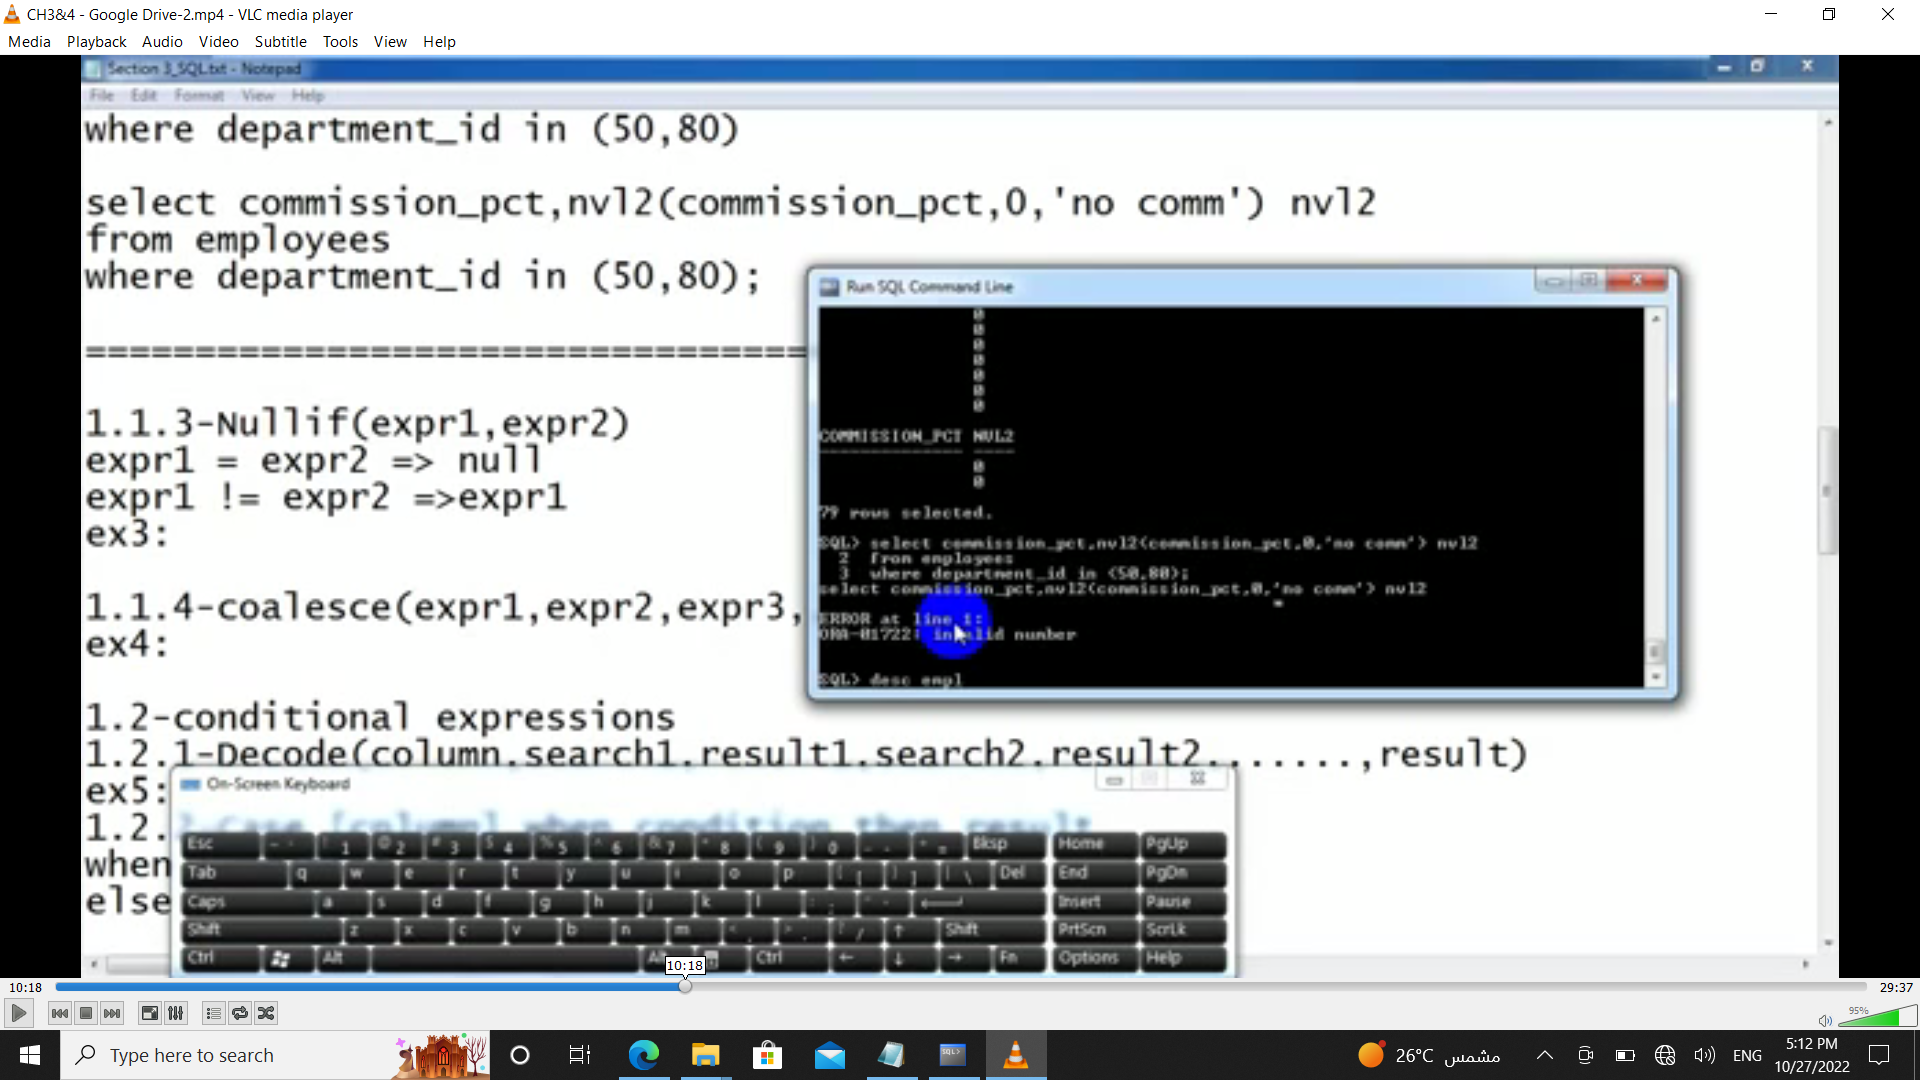 CH3&4 - Google Drive-2.mp4 - VLC media player
Media Playback Audio Video Subtitle Tools View Help
Section 3_SQL.txt - Notepad
File Edit Format View Help
where department_id in (50,80)
select commission_pct,nvl2(commission_pct,0,'no comm') nvl2
from employees
where department_id in (50,80);
==================================
1.1.3-Nullif(expr1,expr2)
expr1 = expr2 => null
expr1 != expr2 =>expr1
ex3:
1.1.4-coalesce(expr1,expr2,expr3,
ex4:
1.2-conditional expressions
1.2.1-Decode(column,search1,result1,search2,result2.......,result)
ex5:
1.2.
when
else
Run SQL Command Line
0
0
0
0
0
0
0
COMMISSION_PCT NVL2
-------------- ----
0
0
79 rows selected.
SQL> select commission_pct,nvl2(commission_pct,0,'no comm') nvl2
2 from employees
3 where department_id in (50,80);
select commission_pct,nvl2(commission_pct,0,'no comm') nvl2
ERROR at line 1:
ORA-01722: invalid number
SQL> desc empl
On-Screen Keyboard
2-Case [column] when condition then result
Esc 1 2 3 4 5 6 7 8 9 0 - = Bksp Home PgUp
Tab q w e r t y u i o p [ ] \ Del End PgDn
Caps a s d f g h j k l ; Insert Pause
Shift z x c v b n m / ↑ Shift PrtScn ScrLk
Ctrl Alt Alt Ctrl ← ↓ → Fn Options Help
10:18
10:18
29:37
95%
Type here to search
SQL>
26°C مشمس
ENG
5:12 PM
10/27/2022